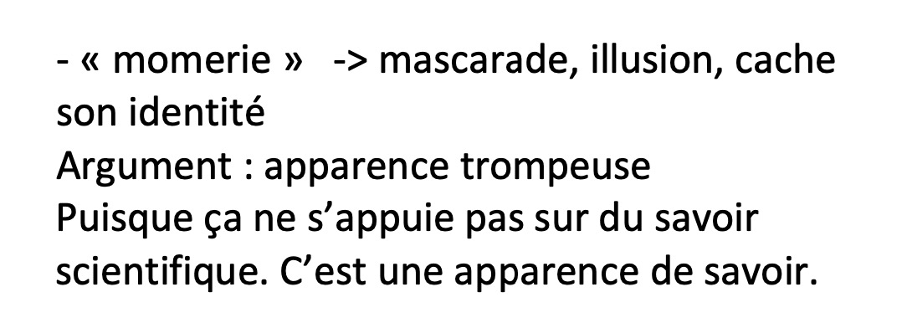 - « momerie »   -> mascarade, illusion, cache
son identité
Argument : apparence trompeuse
Puisque ça ne s’appuie pas sur du savoir
scientifique. C’est une apparence de savoir.